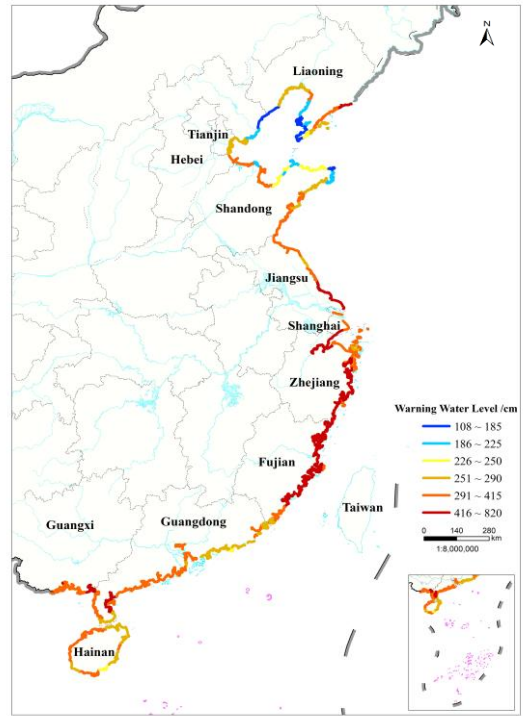 N
Liaoning
Tianjin
Hebei
Shandong
Jiangsu
Shanghai
Zhejiang
Fujian
Taiwan
Guangdong
Guangxi
Hainan
Warning Water Level /cm
108 ~ 185
186 ~ 225
226 ~ 250
251 ~ 290
291 ~ 415
416 ~ 820
0 140 280
km
1:8,000,000